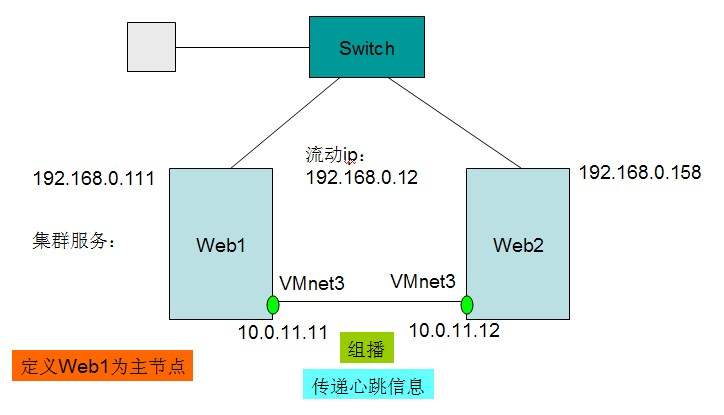 Switch
流动ip：
192.168.0.12
192.168.0.111
192.168.0.158
集群服务：
Web1
Web2
VMnet3
VMnet3
10.0.11.11
10.0.11.12
组播
定义Web1为主节点
传递心跳信息